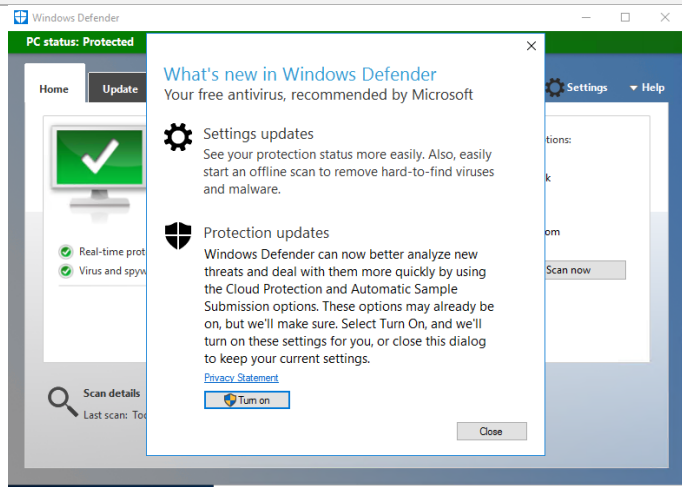 Windows Defender
PC status: Protected
Home
Update
Settings
Help
What's new in Windows Defender
Your free antivirus, recommended by Microsoft
Settings updates
See your protection status more easily. Also, easily
start an offline scan to remove hard-to-find viruses
and malware.
Protection updates
Windows Defender can now better analyze new
threats and deal with them more quickly by using
the Cloud Protection and Automatic Sample
Submission options. These options may already be
on, but we'll make sure. Select Turn On, and we'll
turn on these settings for you, or close this dialog
to keep your current settings.
Privacy Statement
Turn on
Close
tions:
k
om
Scan now
Real-time prot
Virus and spyw
Scan details
Last scan: Toc